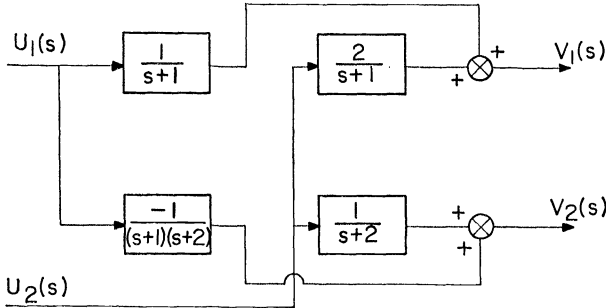 U₁(s)
1
s+1
2
s+1
+
+
V₁(s)
-1
(s+1)(s+2)
1
s+2
+
+
V₂(s)
U₂(s)